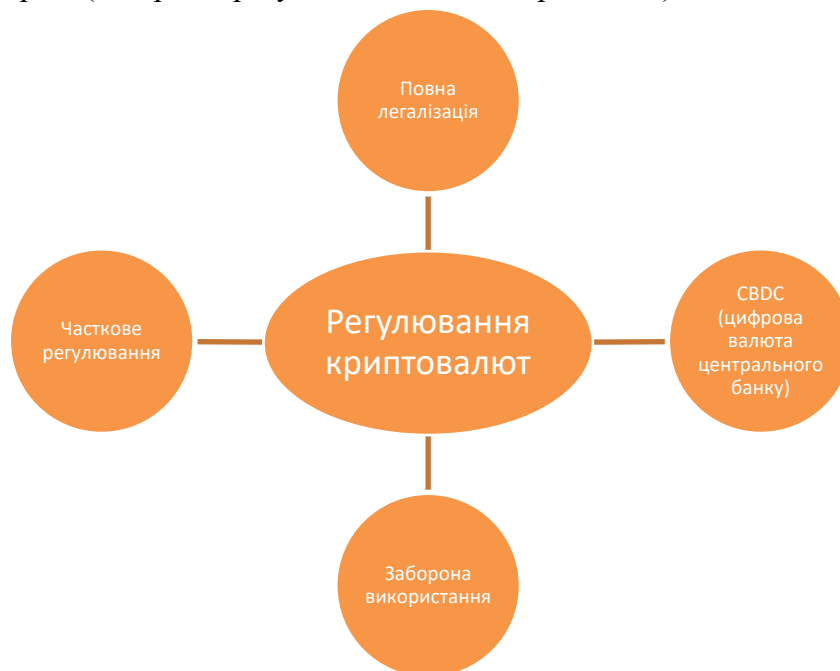 Повна
легалізація
Часткове
регулювання
Регулювання
криптовалют
CBDC
(цифрова
валюта
центрального
банку)
Заборона
використання